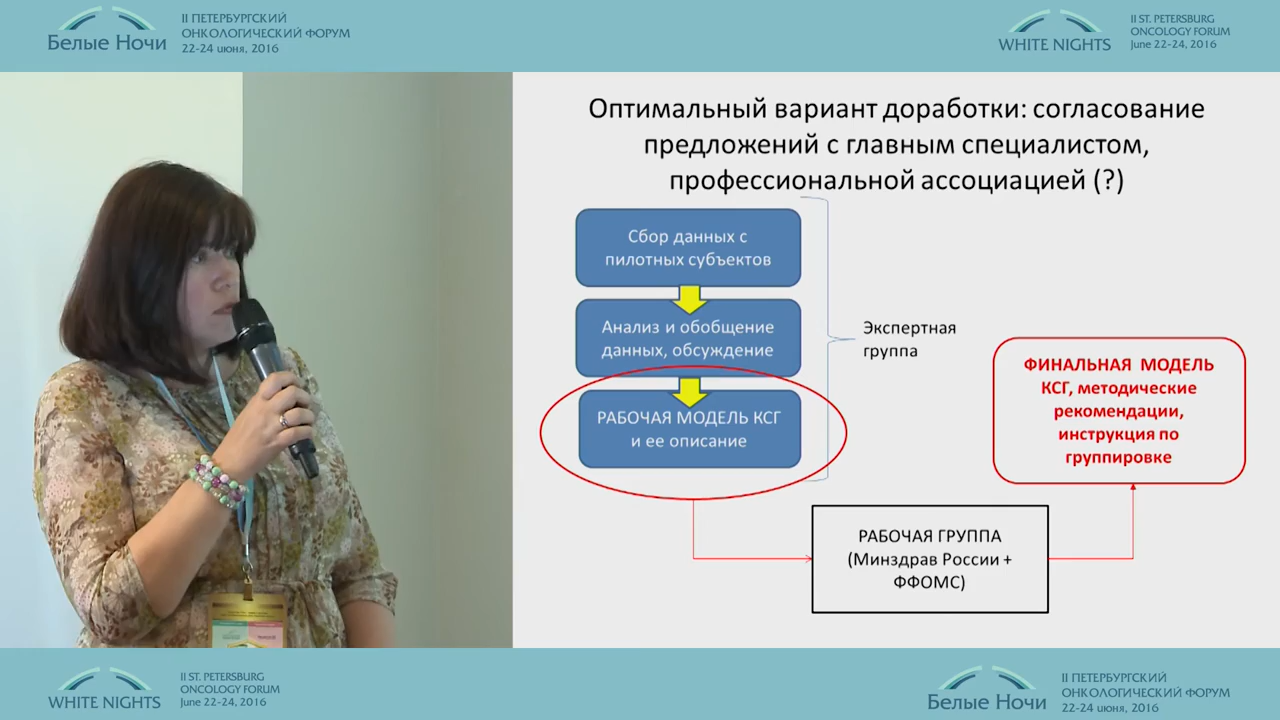 Белые Ночи
II ПЕТЕРБУРГСКИЙ
ОНКОЛОГИЧЕСКИЙ ФОРУМ
22-24 июня, 2016
WHITE NIGHTS
II ST. PETERSBURG
ONCOLOGY FORUM
June 22-24, 2016
Оптимальный вариант доработки: согласование
предложений с главным специалистом,
профессиональной ассоциацией (?)
Сбор данных с
пилотных субъектов
Анализ и обобщение
данных, обсуждение
РАБОЧАЯ МОДЕЛЬ КСГ
и ее описание
Экспертная
группа
ФИНАЛЬНАЯ МОДЕЛЬ
КСГ, методические
рекомендации,
инструкция по
группировке
РАБОЧАЯ ГРУППА
(Минздрав России +
ФФОМС)
WHITE NIGHTS
II ST. PETERSBURG
ONCOLOGY FORUM
June 22-24, 2016
Белые Ночи
II ПЕТЕРБУРГСКИЙ
ОНКОЛОГИЧЕСКИЙ ФОРУМ
22-24 июня, 2016